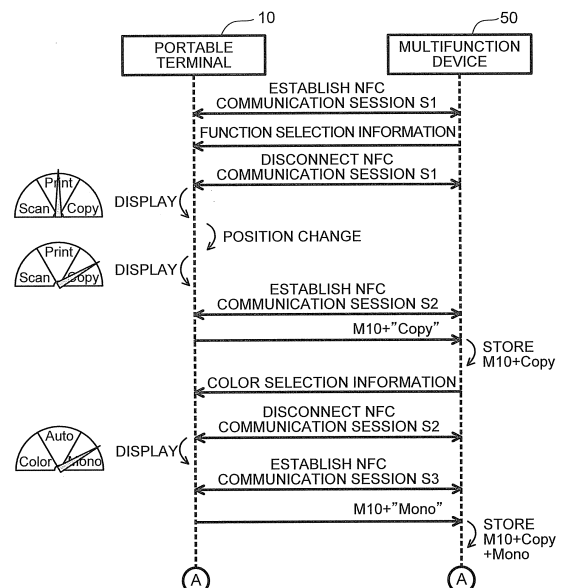 10
50
PORTABLE
TERMINAL
MULTIFUNCTION
DEVICE
ESTABLISH NFC
COMMUNICATION SESSION S1
FUNCTION SELECTION INFORMATION
DISCONNECT NFC
COMMUNICATION SESSION S1
Print
Scan
Copy
DISPLAY
POSITION CHANGE
Print
Scan
Copy
DISPLAY
ESTABLISH NFC
COMMUNICATION SESSION S2
M10+"Copy"
STORE
M10+Copy
COLOR SELECTION INFORMATION
DISCONNECT NFC
COMMUNICATION SESSION S2
Auto
Color
Mono
DISPLAY
ESTABLISH NFC
COMMUNICATION SESSION S3
M10+"Mono"
STORE
M10+Copy
+Mono
A
A